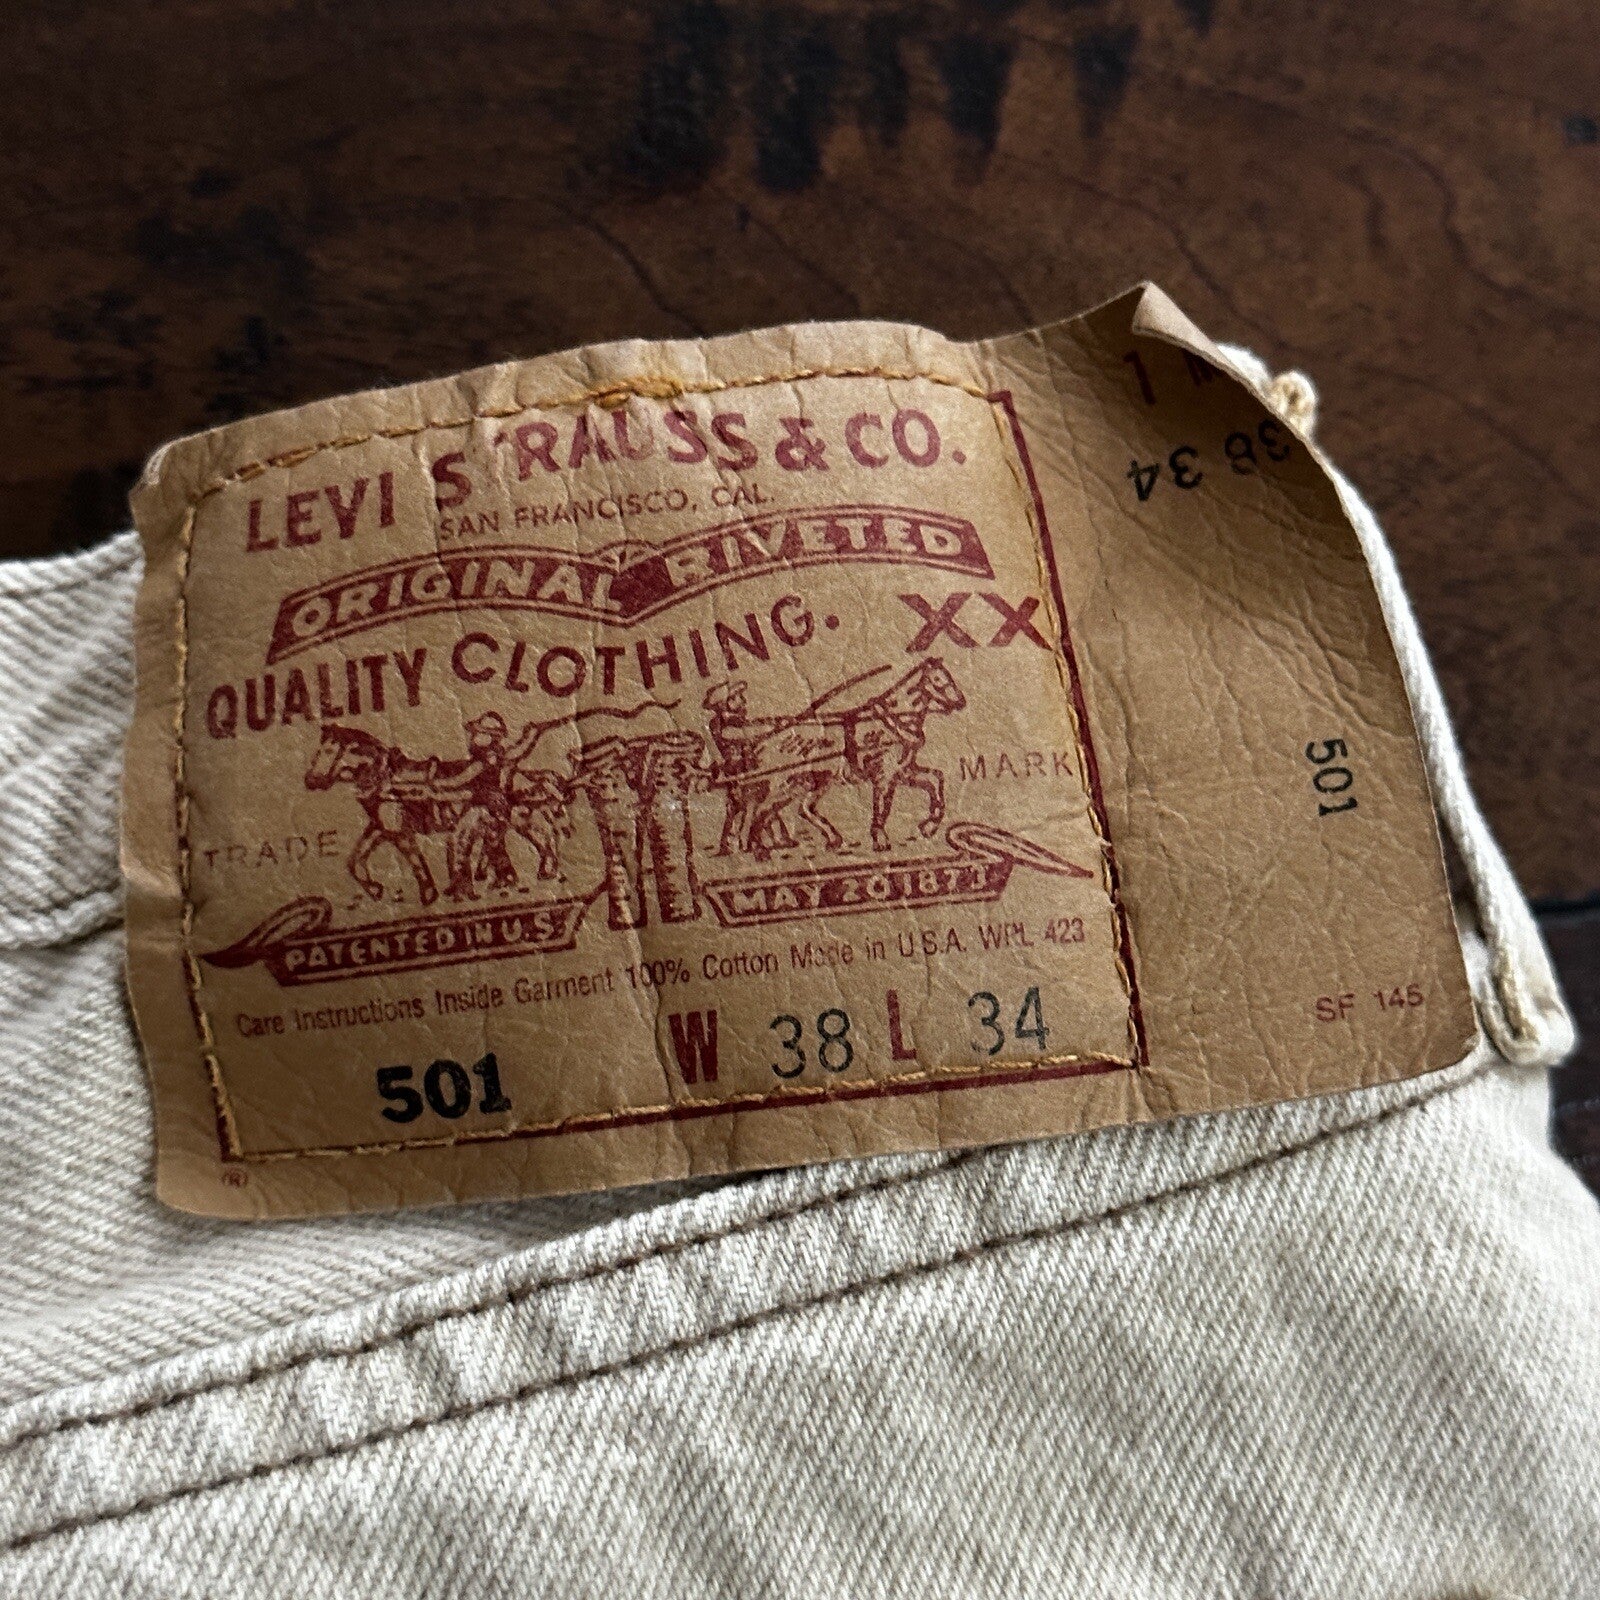 LEVI STRAUSS & CO.
SAN FRANCISCO, CAL.
ORIGINAL RIVETED
QUALITY CLOTHING. XX
TRADE MARK
PATENTED IN U.S. MAY 20 1873
Care Instructions Inside Garment 100% Cotton Made in U.S.A. WPL 423
501 W 38 L 34
®
38 34
501
SF 145